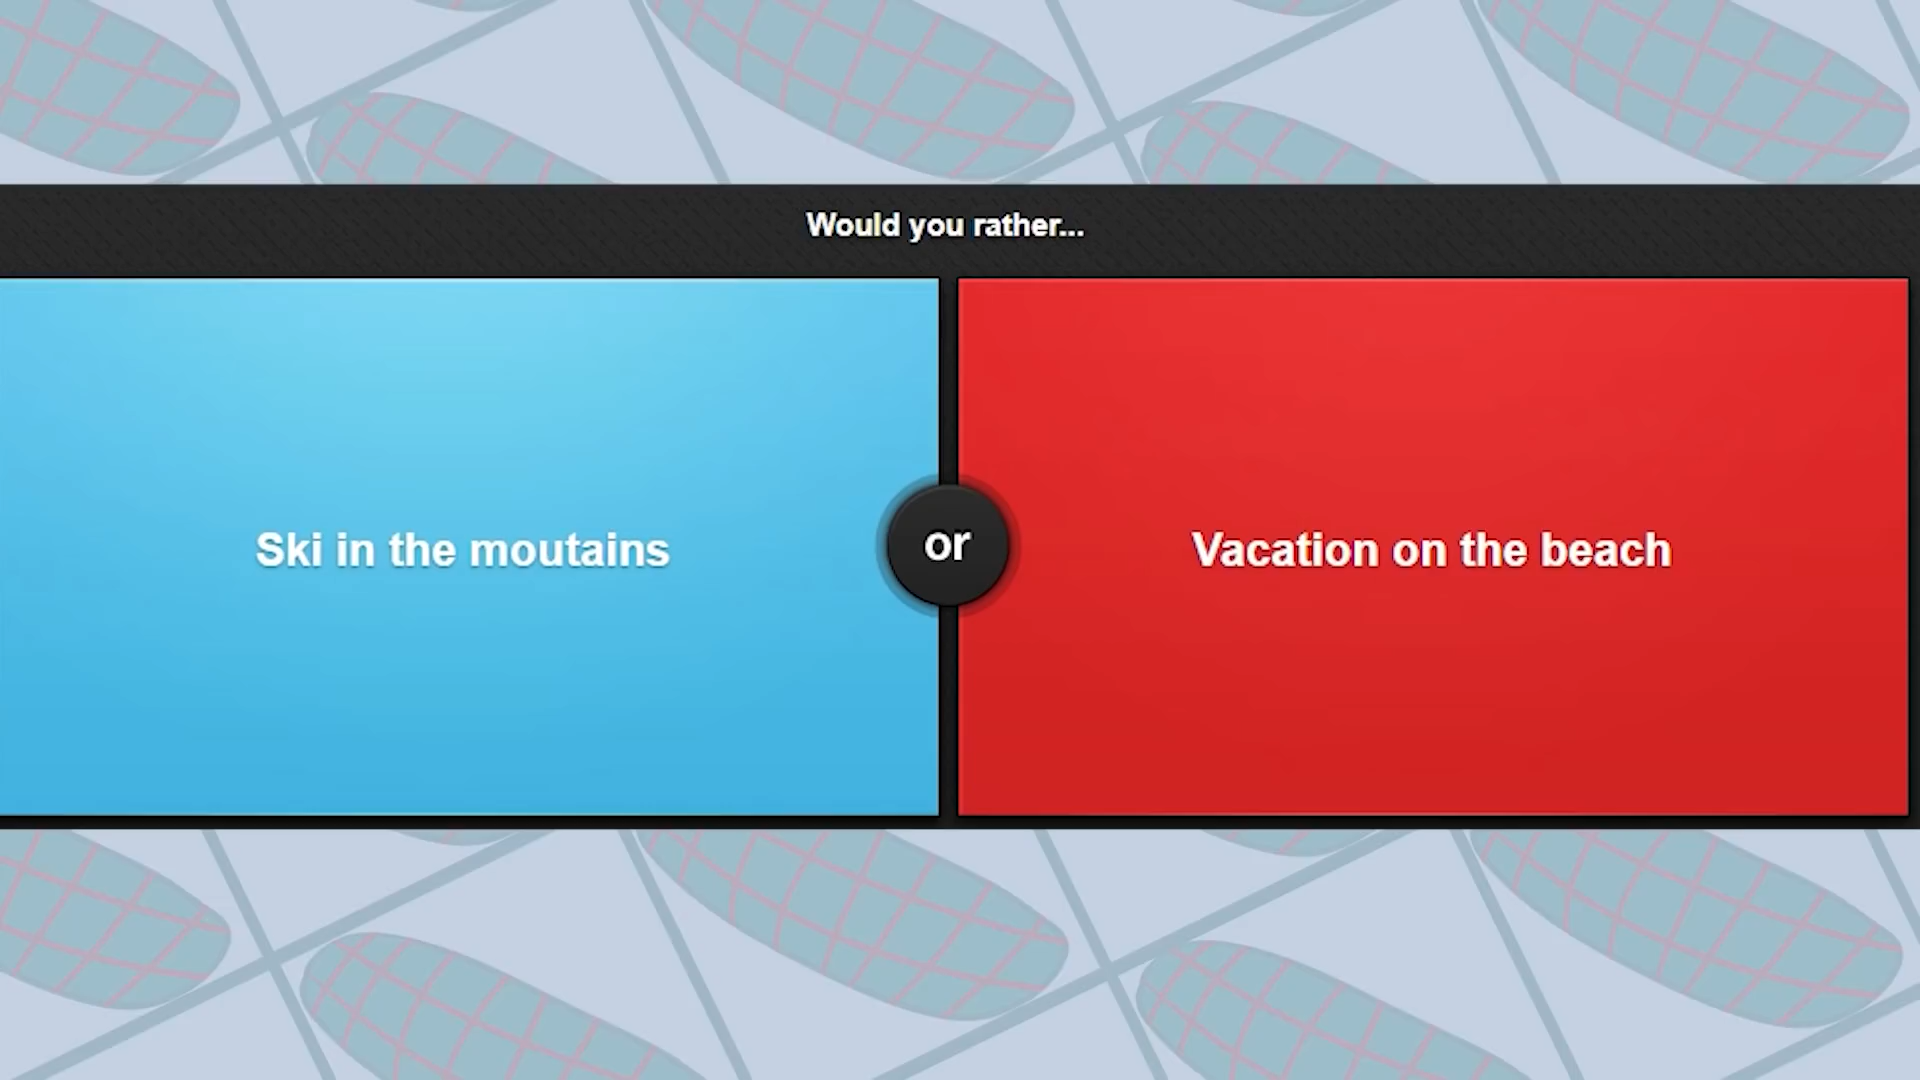 Would you rather...
Ski in the moutains
or
Vacation on the beach